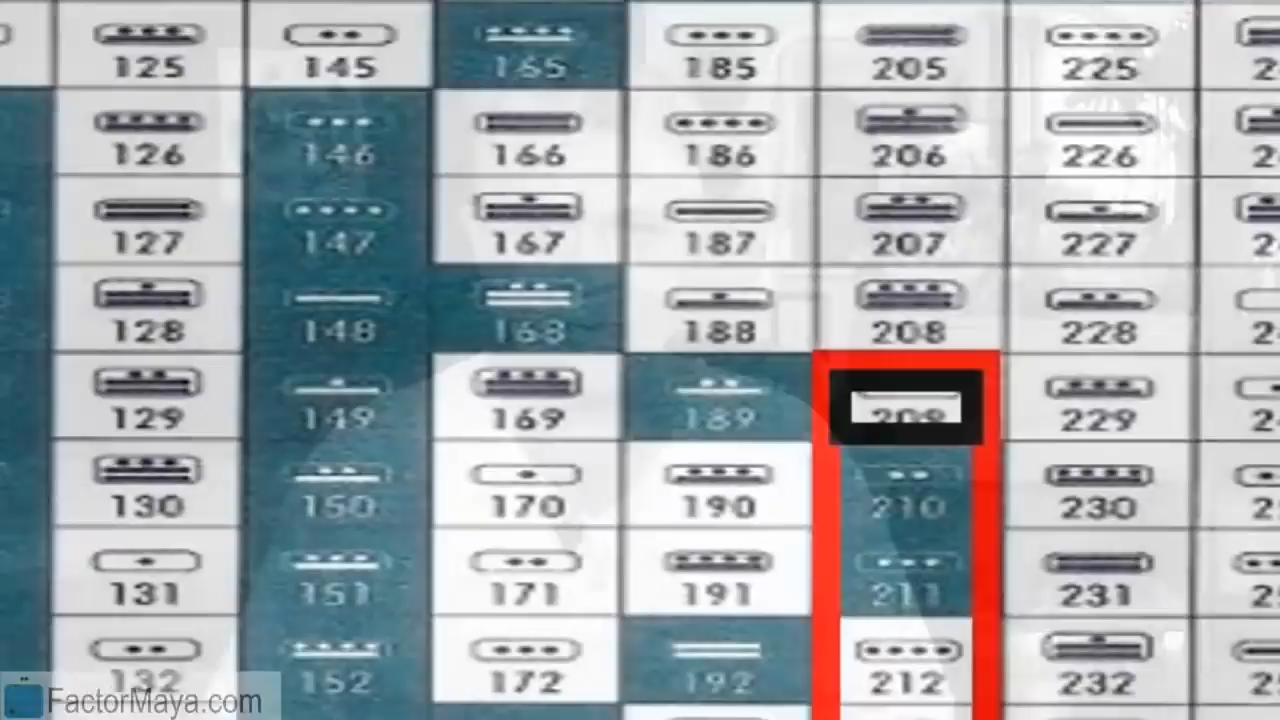 125 145 165 185 205 225
126 146 166 186 206 226
127 147 167 187 207 227
128 148 168 188 208 228
129 149 169 189 209 229
130 150 170 190 210 230
131 151 171 191 211 231
132 152 172 192 212 232
FactorMaya.com